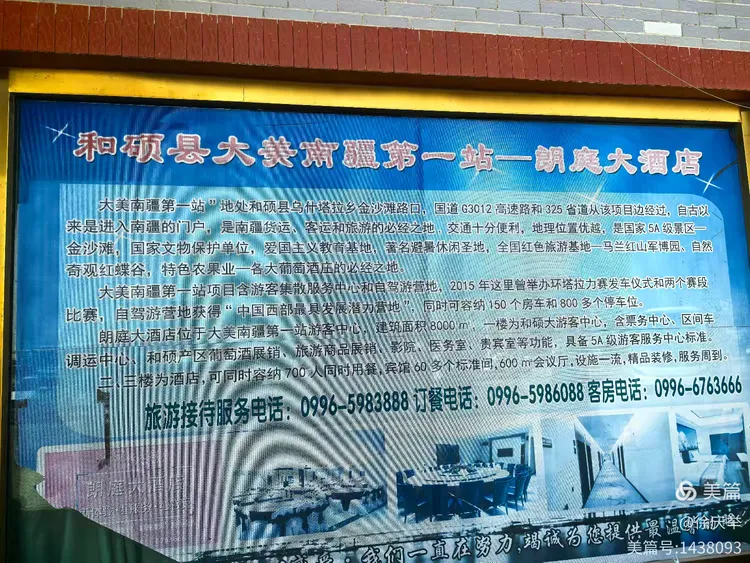 和硕县大美南疆第一站—朗庭大酒店
大美南疆第一站”地处和硕县乌什塔拉乡金沙滩路口，国道G3012高速路和325省道从该项目边经过，自古以
来是进入南疆的门户，是南疆货运、客运和旅游的必经之地。交通十分便利，地理位置优越，是国家5A级景区—
金沙滩，国家文物保护单位，爱国主义教育基地、著名避暑休闲圣地，全国红色旅游基地—马兰红山军博园、自然
奇观红蝶谷，特色农果业—各大葡萄酒庄的必经之地。
大美南疆第一站项目含游客集散服务中心和自驾游营地，2015年这里曾举办环塔拉力赛发车仪式和两个赛段
比赛，自驾游营地获得“中国西部最具发展潜力营地”，同时可容纳150个房车和800多个停车位。
朗庭大酒店位于大美南疆第一站游客中心，建筑面积8000㎡，一楼为和硕大游客中心，含票务中心、区间车
调运中心、和硕产区葡萄酒展销、旅游商品展销、影院、医务室、贵宾室等功能，具备5A级游客服务中心标准。
二、三楼为酒店，可同时容纳700人同时用餐，宾馆60多个标准间，600㎡会议厅，设施一流，精品装修，服务周到。
旅游接待服务电话：0996-5983888 订餐电话：0996-5986088 客房电话：0996-6763666
朗庭大酒店
我们一直在努力，竭诚为您提供最温馨
美篇
@徐庆举
美篇号:1438093